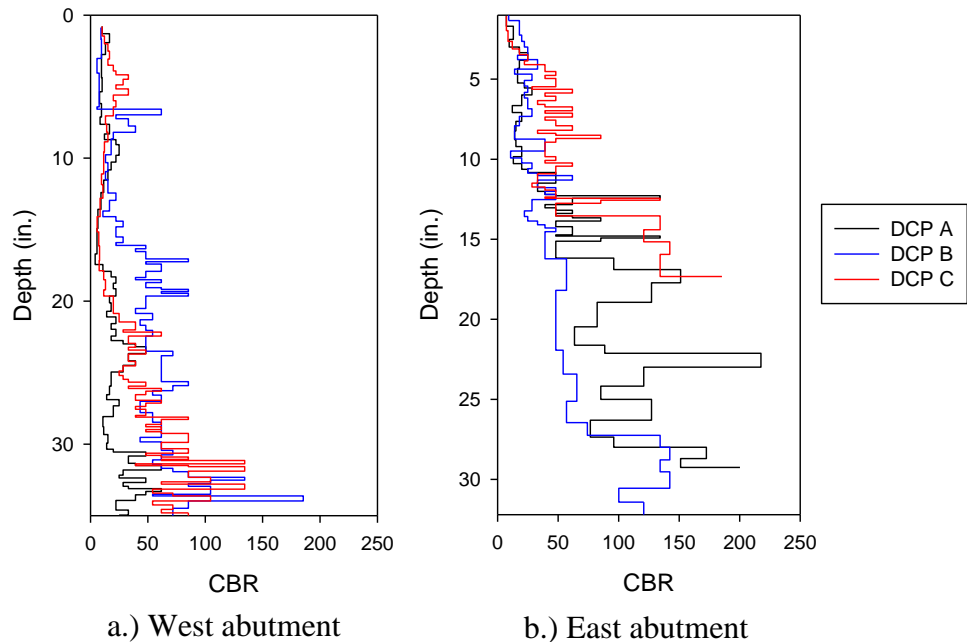 0
10
20
30
Depth (in.)
0 50 100 150 200 250
CBR
a.) West abutment
5
10
15
20
25
30
Depth (in.)
0 50 100 150 200 250
CBR
b.) East abutment
DCP A
DCP B
DCP C